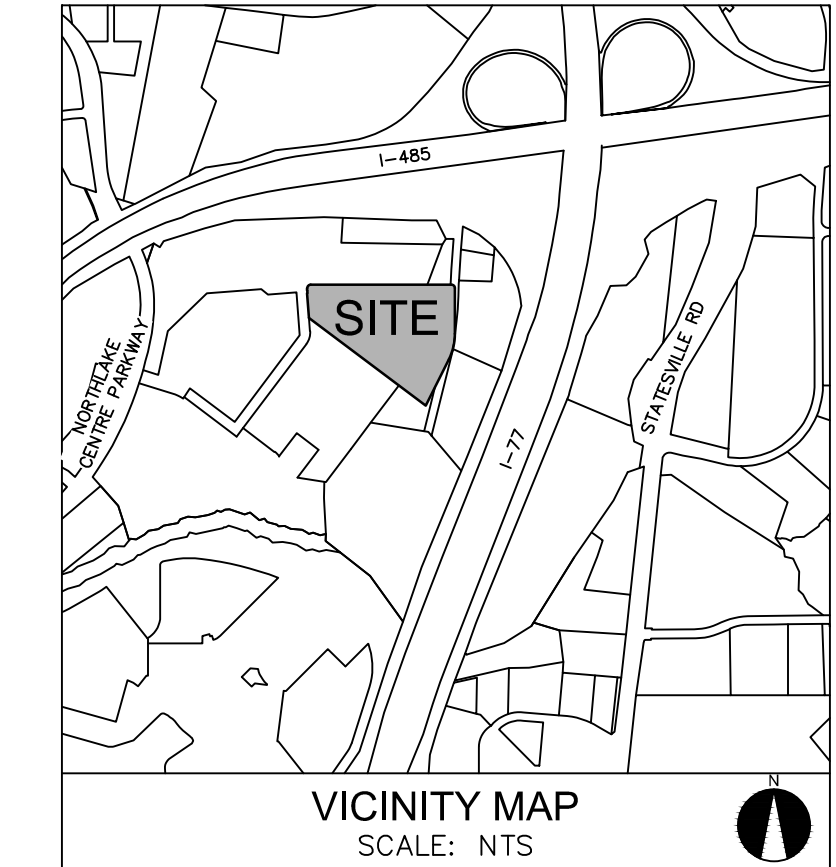 I-485
SITE
NORTHLAKE
CENTRE PARKWAY
STATESVILLE RD
I-77
VICINITY MAP
SCALE: NTS
N